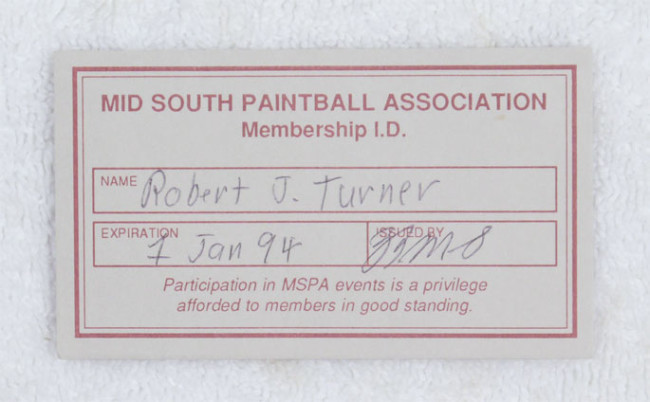 MID SOUTH PAINTBALL ASSOCIATION
Membership I.D.
NAME Robert J. Turner
EXPIRATION 1 Jan 94 ISSUED BY
Participation in MSPA events is a privilege
afforded to members in good standing.